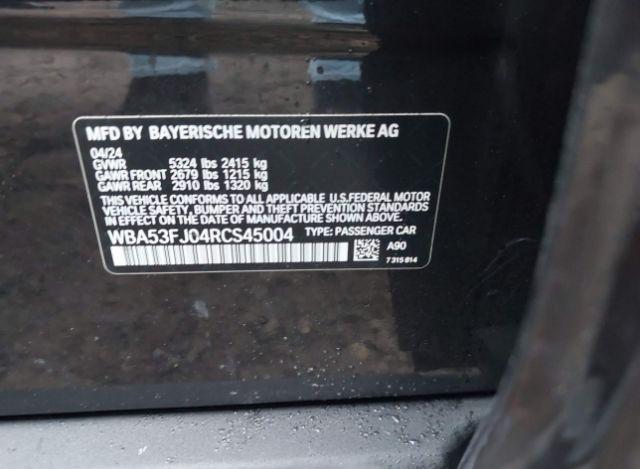 MFD BY BAYERISCHE MOTOREN WERKE AG
04/24
GVWR 5324 lbs 2415 kg
GAWR FRONT 2679 lbs 1215 kg
GAWR REAR 2910 lbs 1320 kg
THIS VEHICLE CONFORMS TO ALL APPLICABLE U.S.FEDERAL MOTOR
VEHICLE SAFETY, BUMPER AND THEFT PREVENTION STANDARDS
IN EFFECT ON THE DATE OF MANUFACTURE SHOWN ABOVE.
WBA53FJ04RCS45004 TYPE: PASSENGER CAR
A90
7 315 814